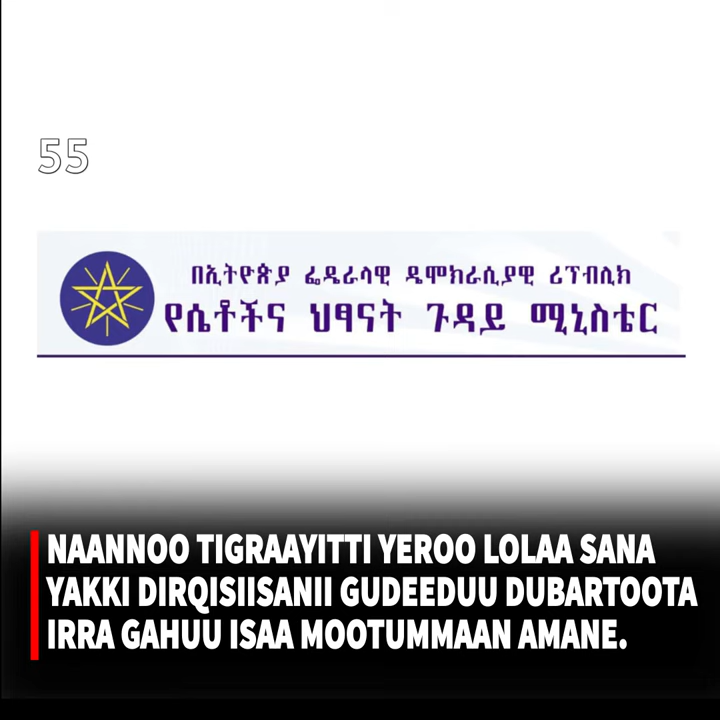 55
በኢትዮጵያ ፌዴራላዊ ዲሞክራሲያዊ ሪፐብሊክ
የሴቶችና ህፃናት ጉዳይ ሚኒስቴር
NAANNOO TIGRAAYITTI YEROO LOLAA SANA
YAKKI DIRQISIISANII GUDEEDUU DUBARTOOTA
IRRA GAHUU ISAA MOOTUMMAAN AMANE.